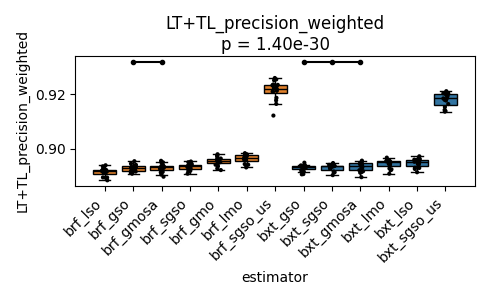 LT+TL_precision_weighted
p = 1.40e-30
LT+TL_precision_weighted
0.92
0.90
brf_lso
brf_gso
brf_gmosa
brf_sgso
brf_gmo
brf_lmo
brf_sgso_us
bxt_gso
bxt_sgso
bxt_gmosa
bxt_lmo
bxt_lso
bxt_sgso_us
estimator